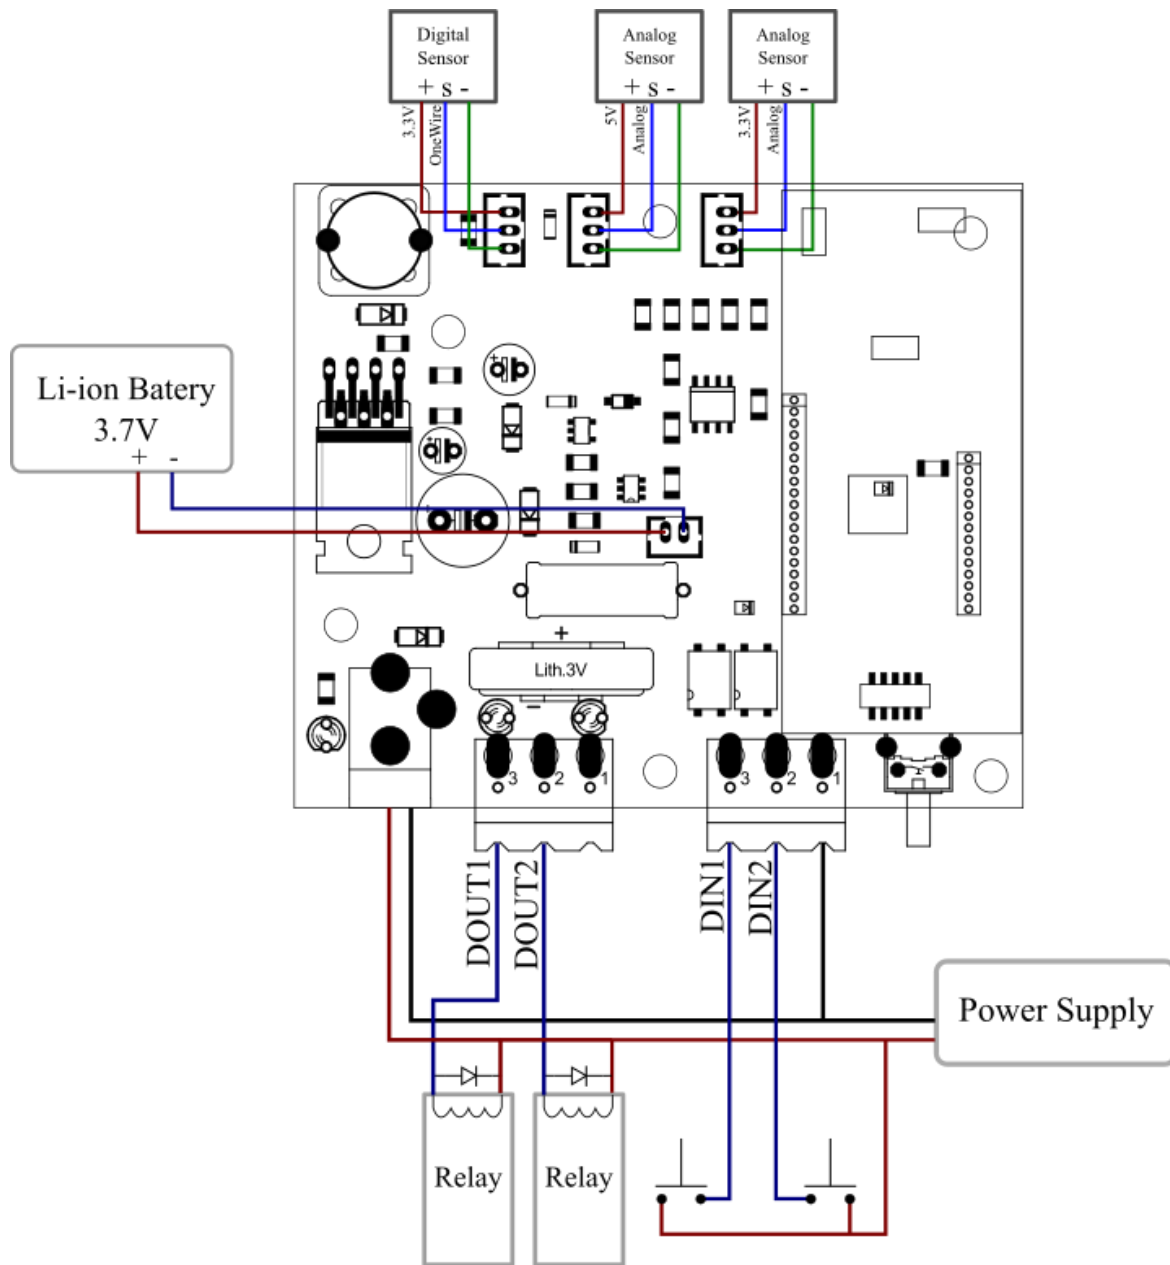 Digital
Sensor
+ s -
Analog
Sensor
+ s -
Analog
Sensor
+ s -
3.3V
OneWire
5V
Analog
3.3V
Analog
Li-ion Batery
3.7V
+ -
+
Lith.3V
-
3 2 1
3 2 1
DOUT1
DOUT2
DIN1
DIN2
Power Supply
Relay
Relay